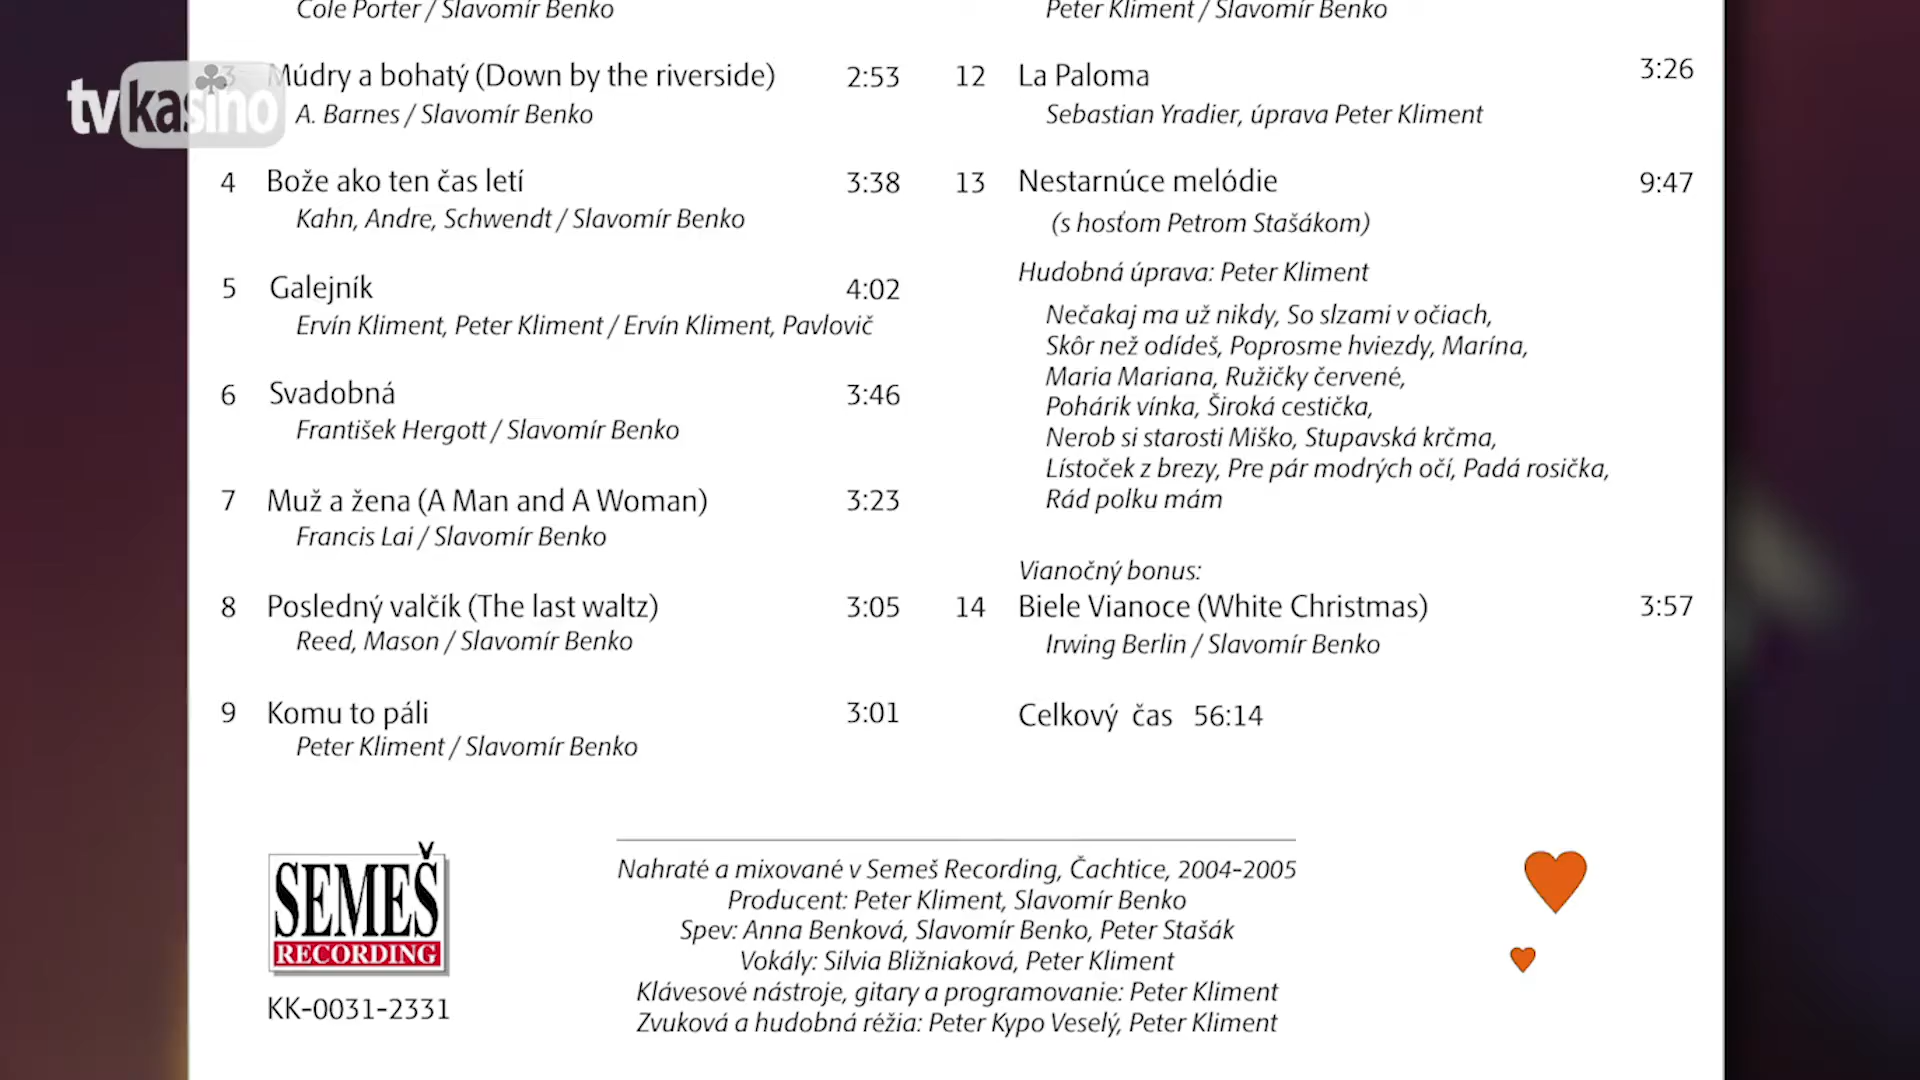 Cole Porter / Slavomír Benko
3 Múdry a bohatý (Down by the riverside) 2:53
A. Barnes / Slavomír Benko
4 Bože ako ten čas letí 3:38
Kahn, Andre, Schwendt / Slavomír Benko
5 Galejník 4:02
Ervín Kliment, Peter Kliment / Ervín Kliment, Pavlovič
6 Svadobná 3:46
František Hergott / Slavomír Benko
7 Muž a žena (A Man and A Woman) 3:23
Francis Lai / Slavomír Benko
8 Posledný valčík (The last waltz) 3:05
Reed, Mason / Slavomír Benko
9 Komu to páli 3:01
Peter Kliment / Slavomír Benko
Peter Kliment / Slavomír Benko
12 La Paloma 3:26
Sebastian Yradier, úprava Peter Kliment
13 Nestarnúce melódie 9:47
(s hosťom Petrom Stašákom)
Hudobná úprava: Peter Kliment
Nečakaj ma už nikdy, So slzami v očiach,
Skôr než odídeš, Poprosme hviezdy, Marína,
Maria Mariana, Ružičky červené,
Pohárik vínka, Široká cestička,
Nerob si starosti Miško, Stupavská krčma,
Lístoček z brezy, Pre pár modrých očí, Padá rosička,
Rád polku mám
Vianočný bonus:
14 Biele Vianoce (White Christmas) 3:57
Irwing Berlin / Slavomír Benko
Celkový čas 56:14
tvkasino
SEMEŠ
RECORDING
KK-0031-2331
Nahraté a mixované v Semeš Recording, Čachtice, 2004-2005
Producent: Peter Kliment, Slavomír Benko
Spev: Anna Benková, Slavomír Benko, Peter Stašák
Vokály: Silvia Bližniaková, Peter Kliment
Klávesové nástroje, gitary a programovanie: Peter Kliment
Zvuková a hudobná réžia: Peter Kypo Veselý, Peter Kliment